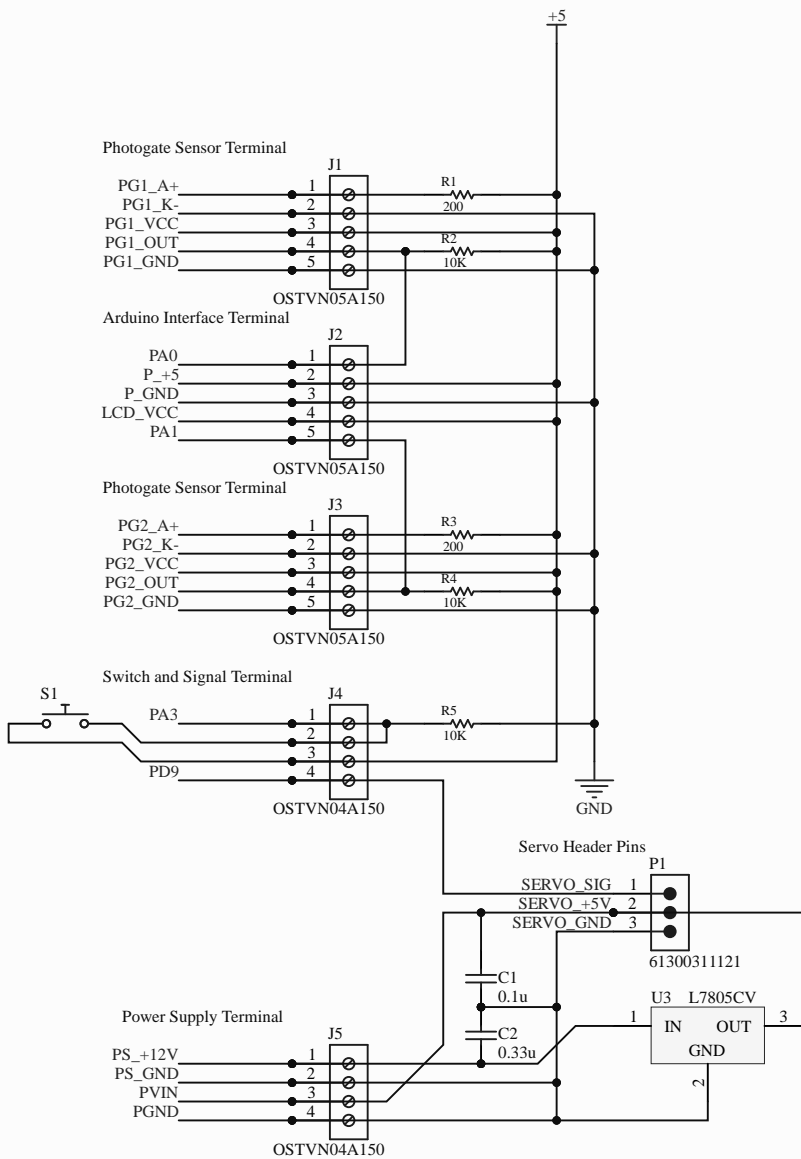 +5
Photogate Sensor Terminal
J1
PG1_A+ 1 R1
PG1_K- 2 200
PG1_VCC 3
PG1_OUT 4 R2
PG1_GND 5 10K
OSTVN05A150
Arduino Interface Terminal
J2
PA0 1
P_+5 2
P_GND 3
LCD_VCC 4
PA1 5
OSTVN05A150
Photogate Sensor Terminal
J3
PG2_A+ 1 R3
PG2_K- 2 200
PG2_VCC 3
PG2_OUT 4 R4
PG2_GND 5 10K
OSTVN05A150
Switch and Signal Terminal
S1 J4
PA3 1 R5
2 10K
3
PD9 4
OSTVN04A150 GND
Servo Header Pins
P1
SERVO_SIG 1
SERVO_+5V 2
SERVO_GND 3
61300311121
C1
0.1u
U3 L7805CV
1 IN OUT 3
GND
2
C2
0.33u
Power Supply Terminal
J5
PS_+12V 1
PS_GND 2
PVIN 3
PGND 4
OSTVN04A150